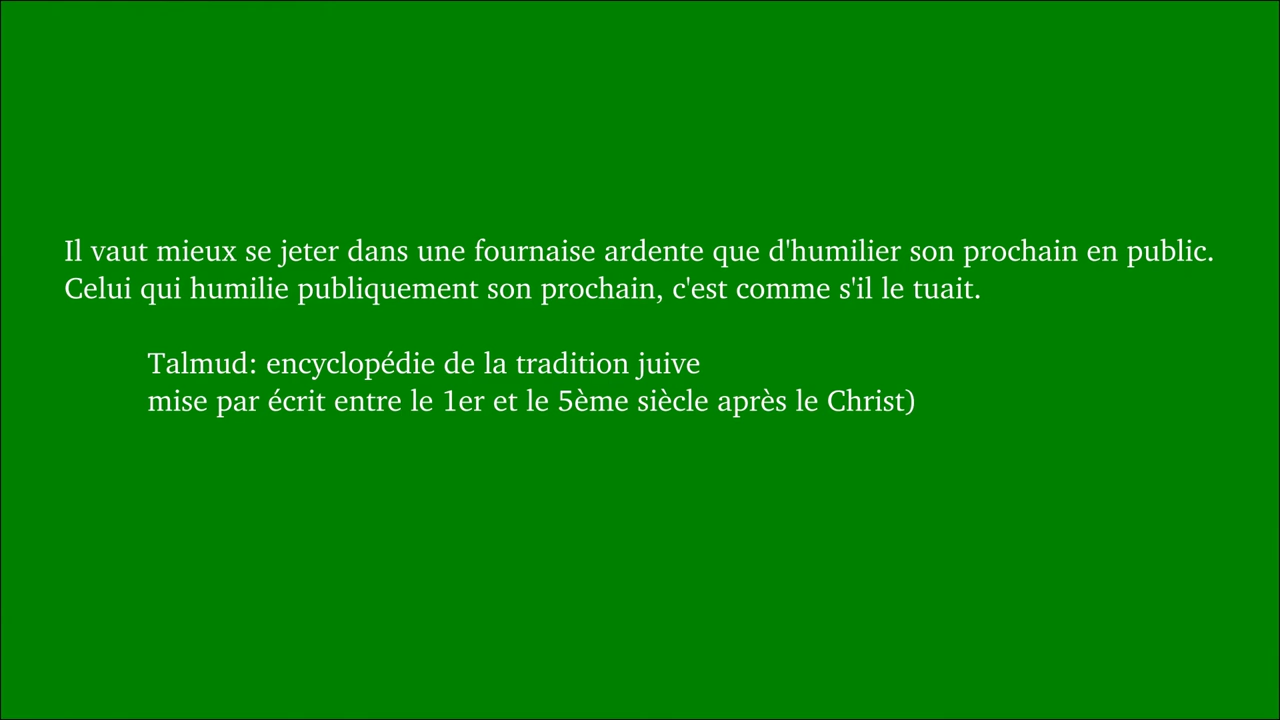 Il vaut mieux se jeter dans une fournaise ardente que d'humilier son prochain en public.
Celui qui humilie publiquement son prochain, c'est comme s'il le tuait.
Talmud: encyclopédie de la tradition juive
mise par écrit entre le 1er et le 5ème siècle après le Christ)